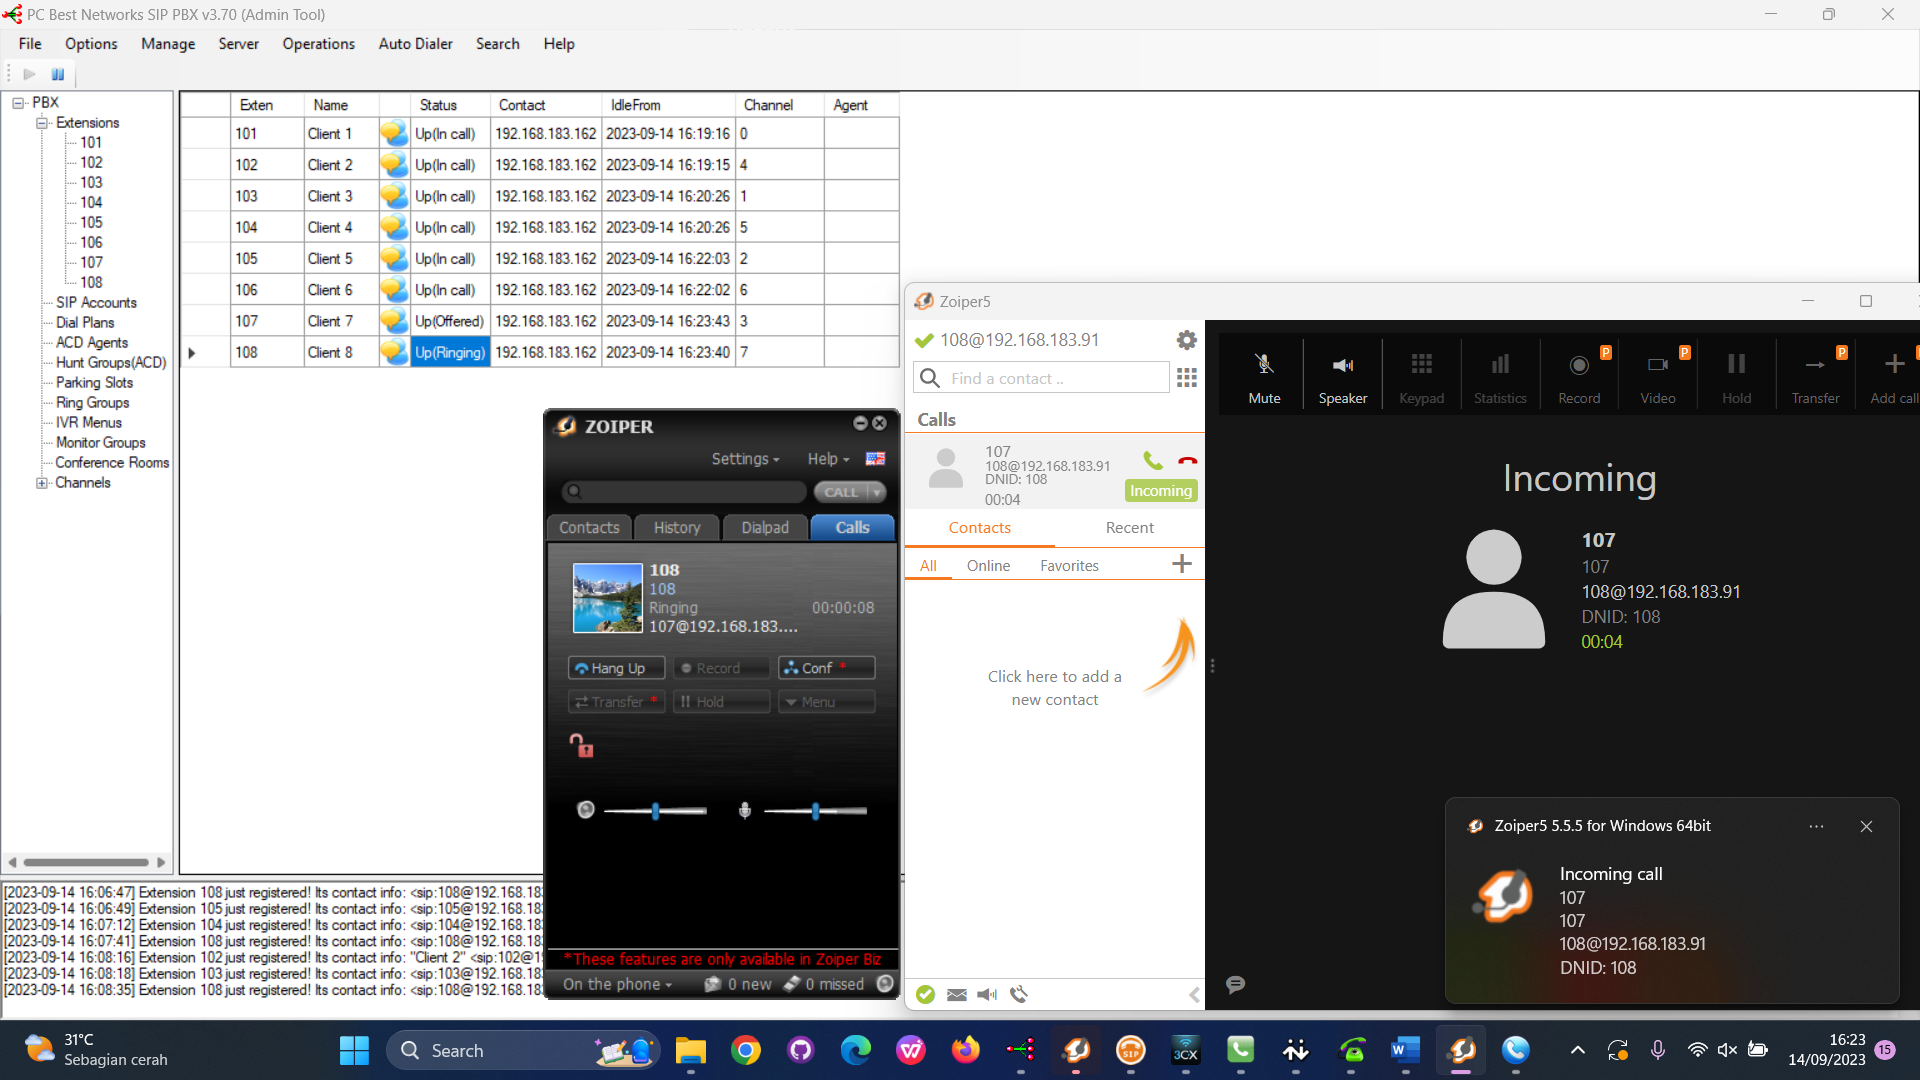 PC Best Networks SIP PBX v3.70 (Admin Tool)
File Options Manage Server Operations Auto Dialer Search Help
PBX
Extensions
101
102
103
104
105
106
107
108
SIP Accounts
Dial Plans
ACD Agents
Hunt Groups(ACD)
Parking Slots
Ring Groups
IVR Menus
Monitor Groups
Conference Rooms
Channels
Exten Name Status Contact IdleFrom Channel Agent
101 Client 1 Up(In call) 192.168.183.162 2023-09-14 16:19:16 0
102 Client 2 Up(In call) 192.168.183.162 2023-09-14 16:19:15 4
103 Client 3 Up(In call) 192.168.183.162 2023-09-14 16:20:26 1
104 Client 4 Up(In call) 192.168.183.162 2023-09-14 16:20:26 5
105 Client 5 Up(In call) 192.168.183.162 2023-09-14 16:22:03 2
106 Client 6 Up(In call) 192.168.183.162 2023-09-14 16:22:02 6
107 Client 7 Up(Offered) 192.168.183.162 2023-09-14 16:23:43 3
108 Client 8 Up(Ringing) 192.168.183.162 2023-09-14 16:23:40 7
[2023-09-14 16:06:47] Extension 108 just registered! Its contact info: <sip:108@192.168.183
[2023-09-14 16:06:49] Extension 105 just registered! Its contact info: <sip:105@192.168.18
[2023-09-14 16:07:12] Extension 104 just registered! Its contact info: <sip:104@192.168.183
[2023-09-14 16:07:41] Extension 108 just registered! Its contact info: <sip:108@192.168.183
[2023-09-14 16:08:16] Extension 102 just registered! Its contact info: "Client 2" <sip:102@19
[2023-09-14 16:08:18] Extension 103 just registered! Its contact info: <sip:103@192.168.183
[2023-09-14 16:08:35] Extension 108 just registered! Its contact info: <sip:108@192.168.183
ZOIPER
Settings Help
CALL
Contacts History Dialpad Calls
108
108
Ringing 00:00:08
107@192.168.183....
Hang Up Record Conf *
Transfer * Hold Menu
*These features are only available in Zoiper Biz
On the phone 0 new 0 missed
Zoiper5
108@192.168.183.91
Find a contact ..
Calls
107
108@192.168.183.91
DNID: 108
00:04
Incoming
Contacts Recent
All Online Favorites
Click here to add a
new contact
Mute Speaker Keypad Statistics Record Video Hold Transfer Add call
P P P
Incoming
107
107
108@192.168.183.91
DNID: 108
00:04
Zoiper5 5.5.5 for Windows 64bit
Incoming call
107
107
108@192.168.183.91
DNID: 108
31°C
Sebagian cerah
Search
SIP
3CX
W
16:23
14/09/2023
15